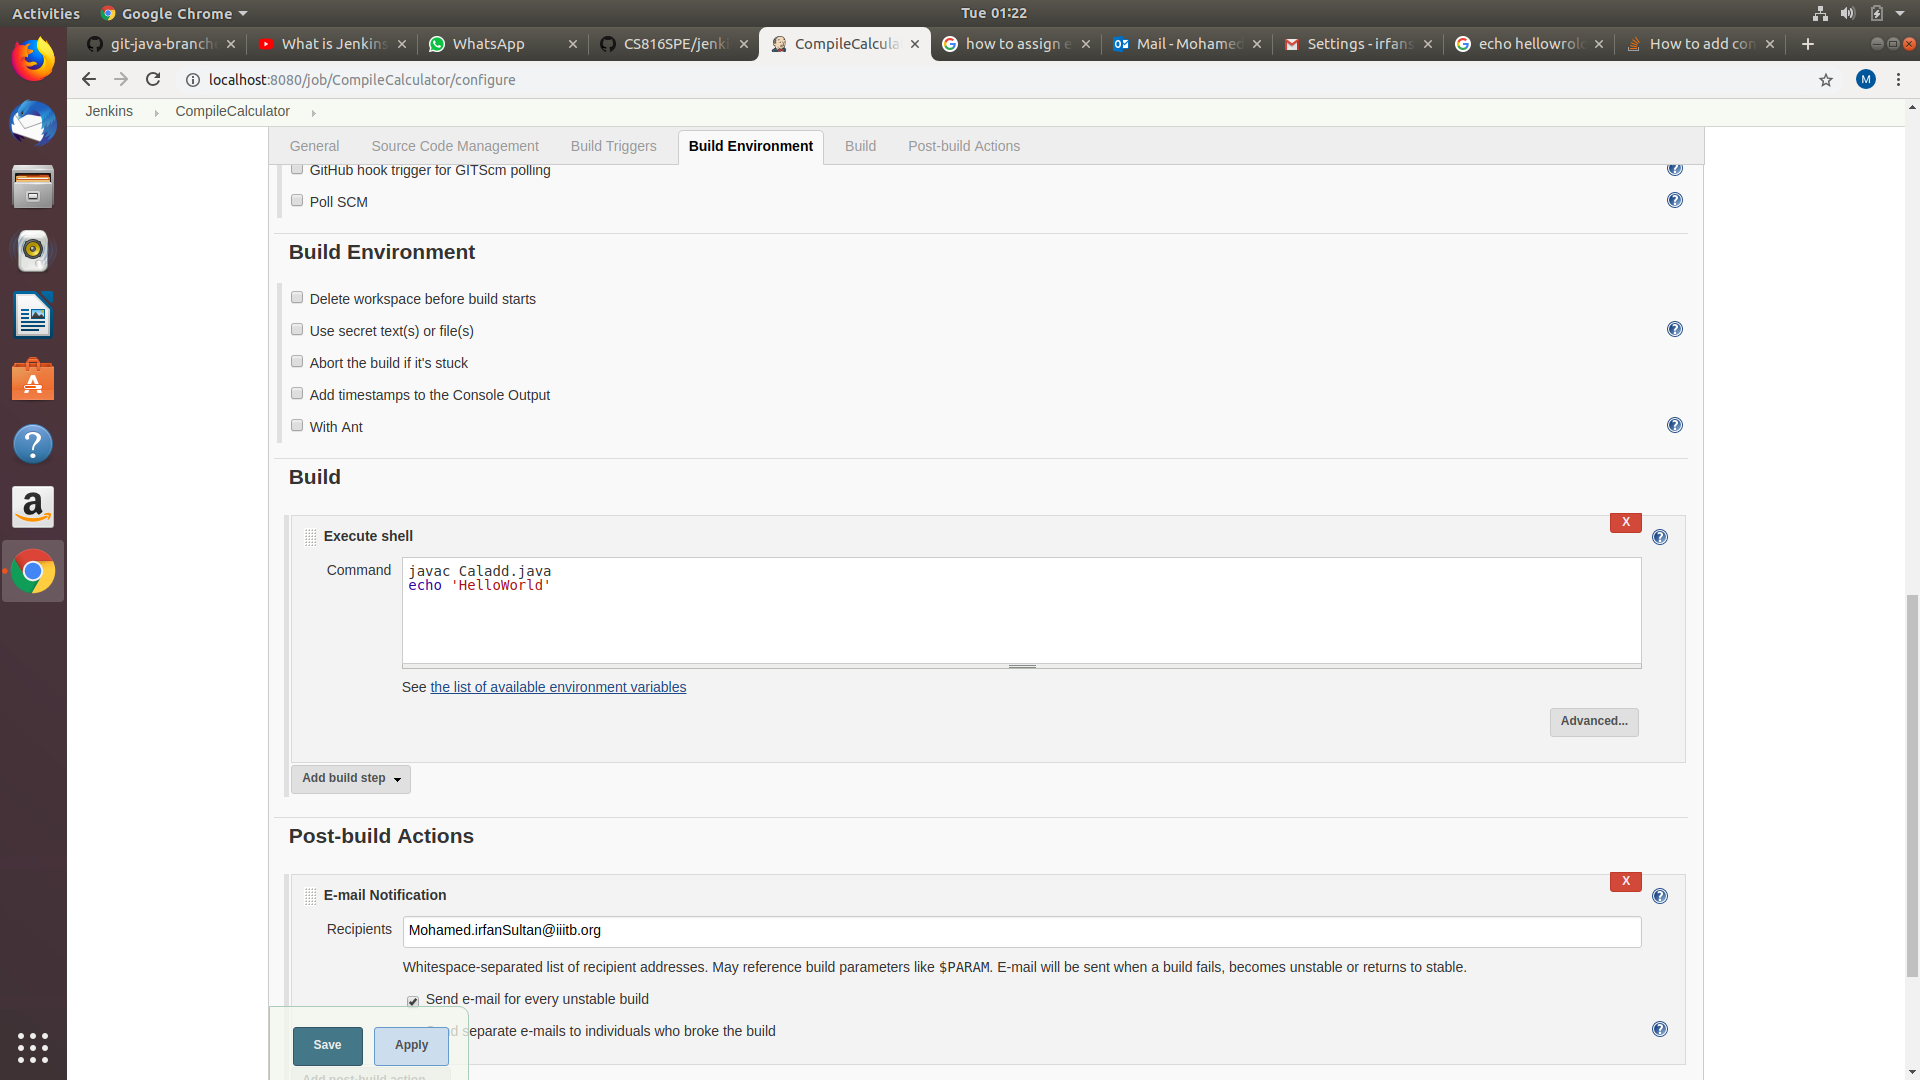 Activities Google Chrome Tue 01:22
git-java-branch What is Jenkins WhatsApp CS816SPE/jenk CompileCalcula how to assign e Mail - Mohamed Settings - irfans echo hellowrol How to add con
localhost:8080/job/CompileCalculator/configure M
Jenkins CompileCalculator
General Source Code Management Build Triggers Build Environment Build Post-build Actions
GitHub hook trigger for GITScm polling
Poll SCM
Build Environment
Delete workspace before build starts
Use secret text(s) or file(s)
Abort the build if it's stuck
Add timestamps to the Console Output
With Ant
Build
X
Execute shell
Command
javac Caladd.java
echo 'HelloWorld'
See the list of available environment variables
Advanced...
Add build step
Post-build Actions
X
E-mail Notification
Recipients Mohamed.irfanSultan@iiitb.org
Whitespace-separated list of recipient addresses. May reference build parameters like $PARAM. E-mail will be sent when a build fails, becomes unstable or returns to stable.
Send e-mail for every unstable build
separate e-mails to individuals who broke the build
Save Apply
Add post-build action